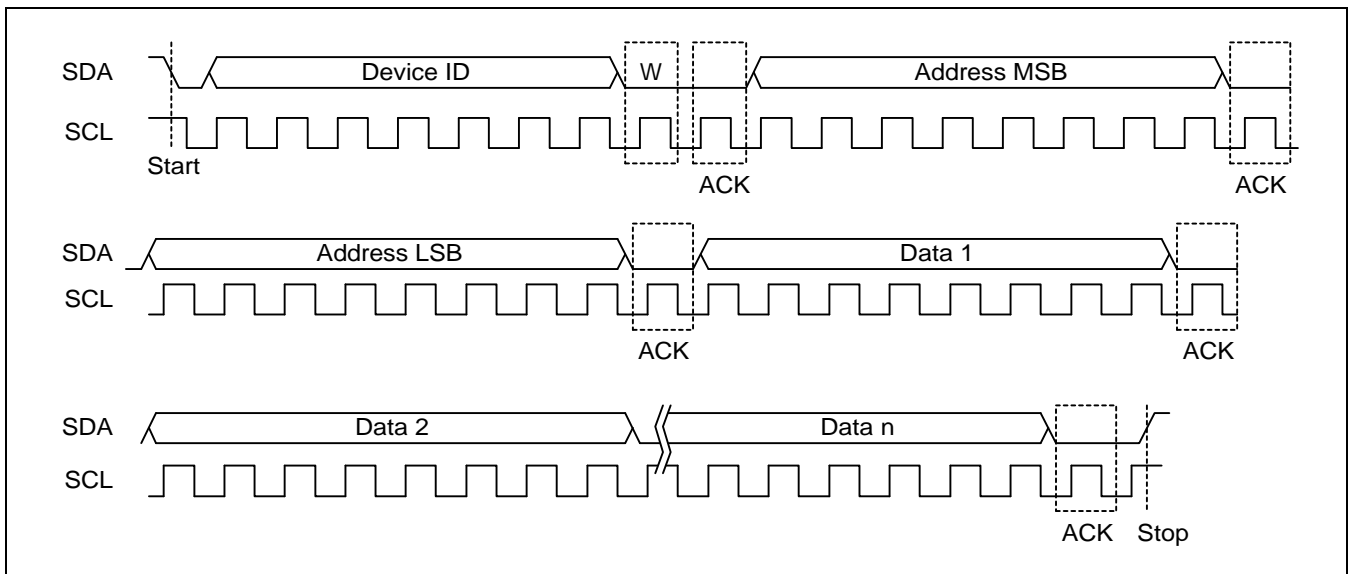 SDA Device ID W Address MSB
SCL
Start ACK ACK
SDA Address LSB Data 1
SCL
ACK ACK
SDA Data 2 Data n
SCL
ACK Stop